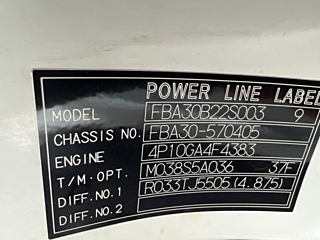 POWER LINE LABEL
MODEL FBA30B22S003 9
CHASSIS NO. FBA30-570405
ENGINE 4P10GA4F4383
T/M·OPT. M038S5A036 37F
DIFF.NO.1 R033TJ5505(4.875)
DIFF.NO.2